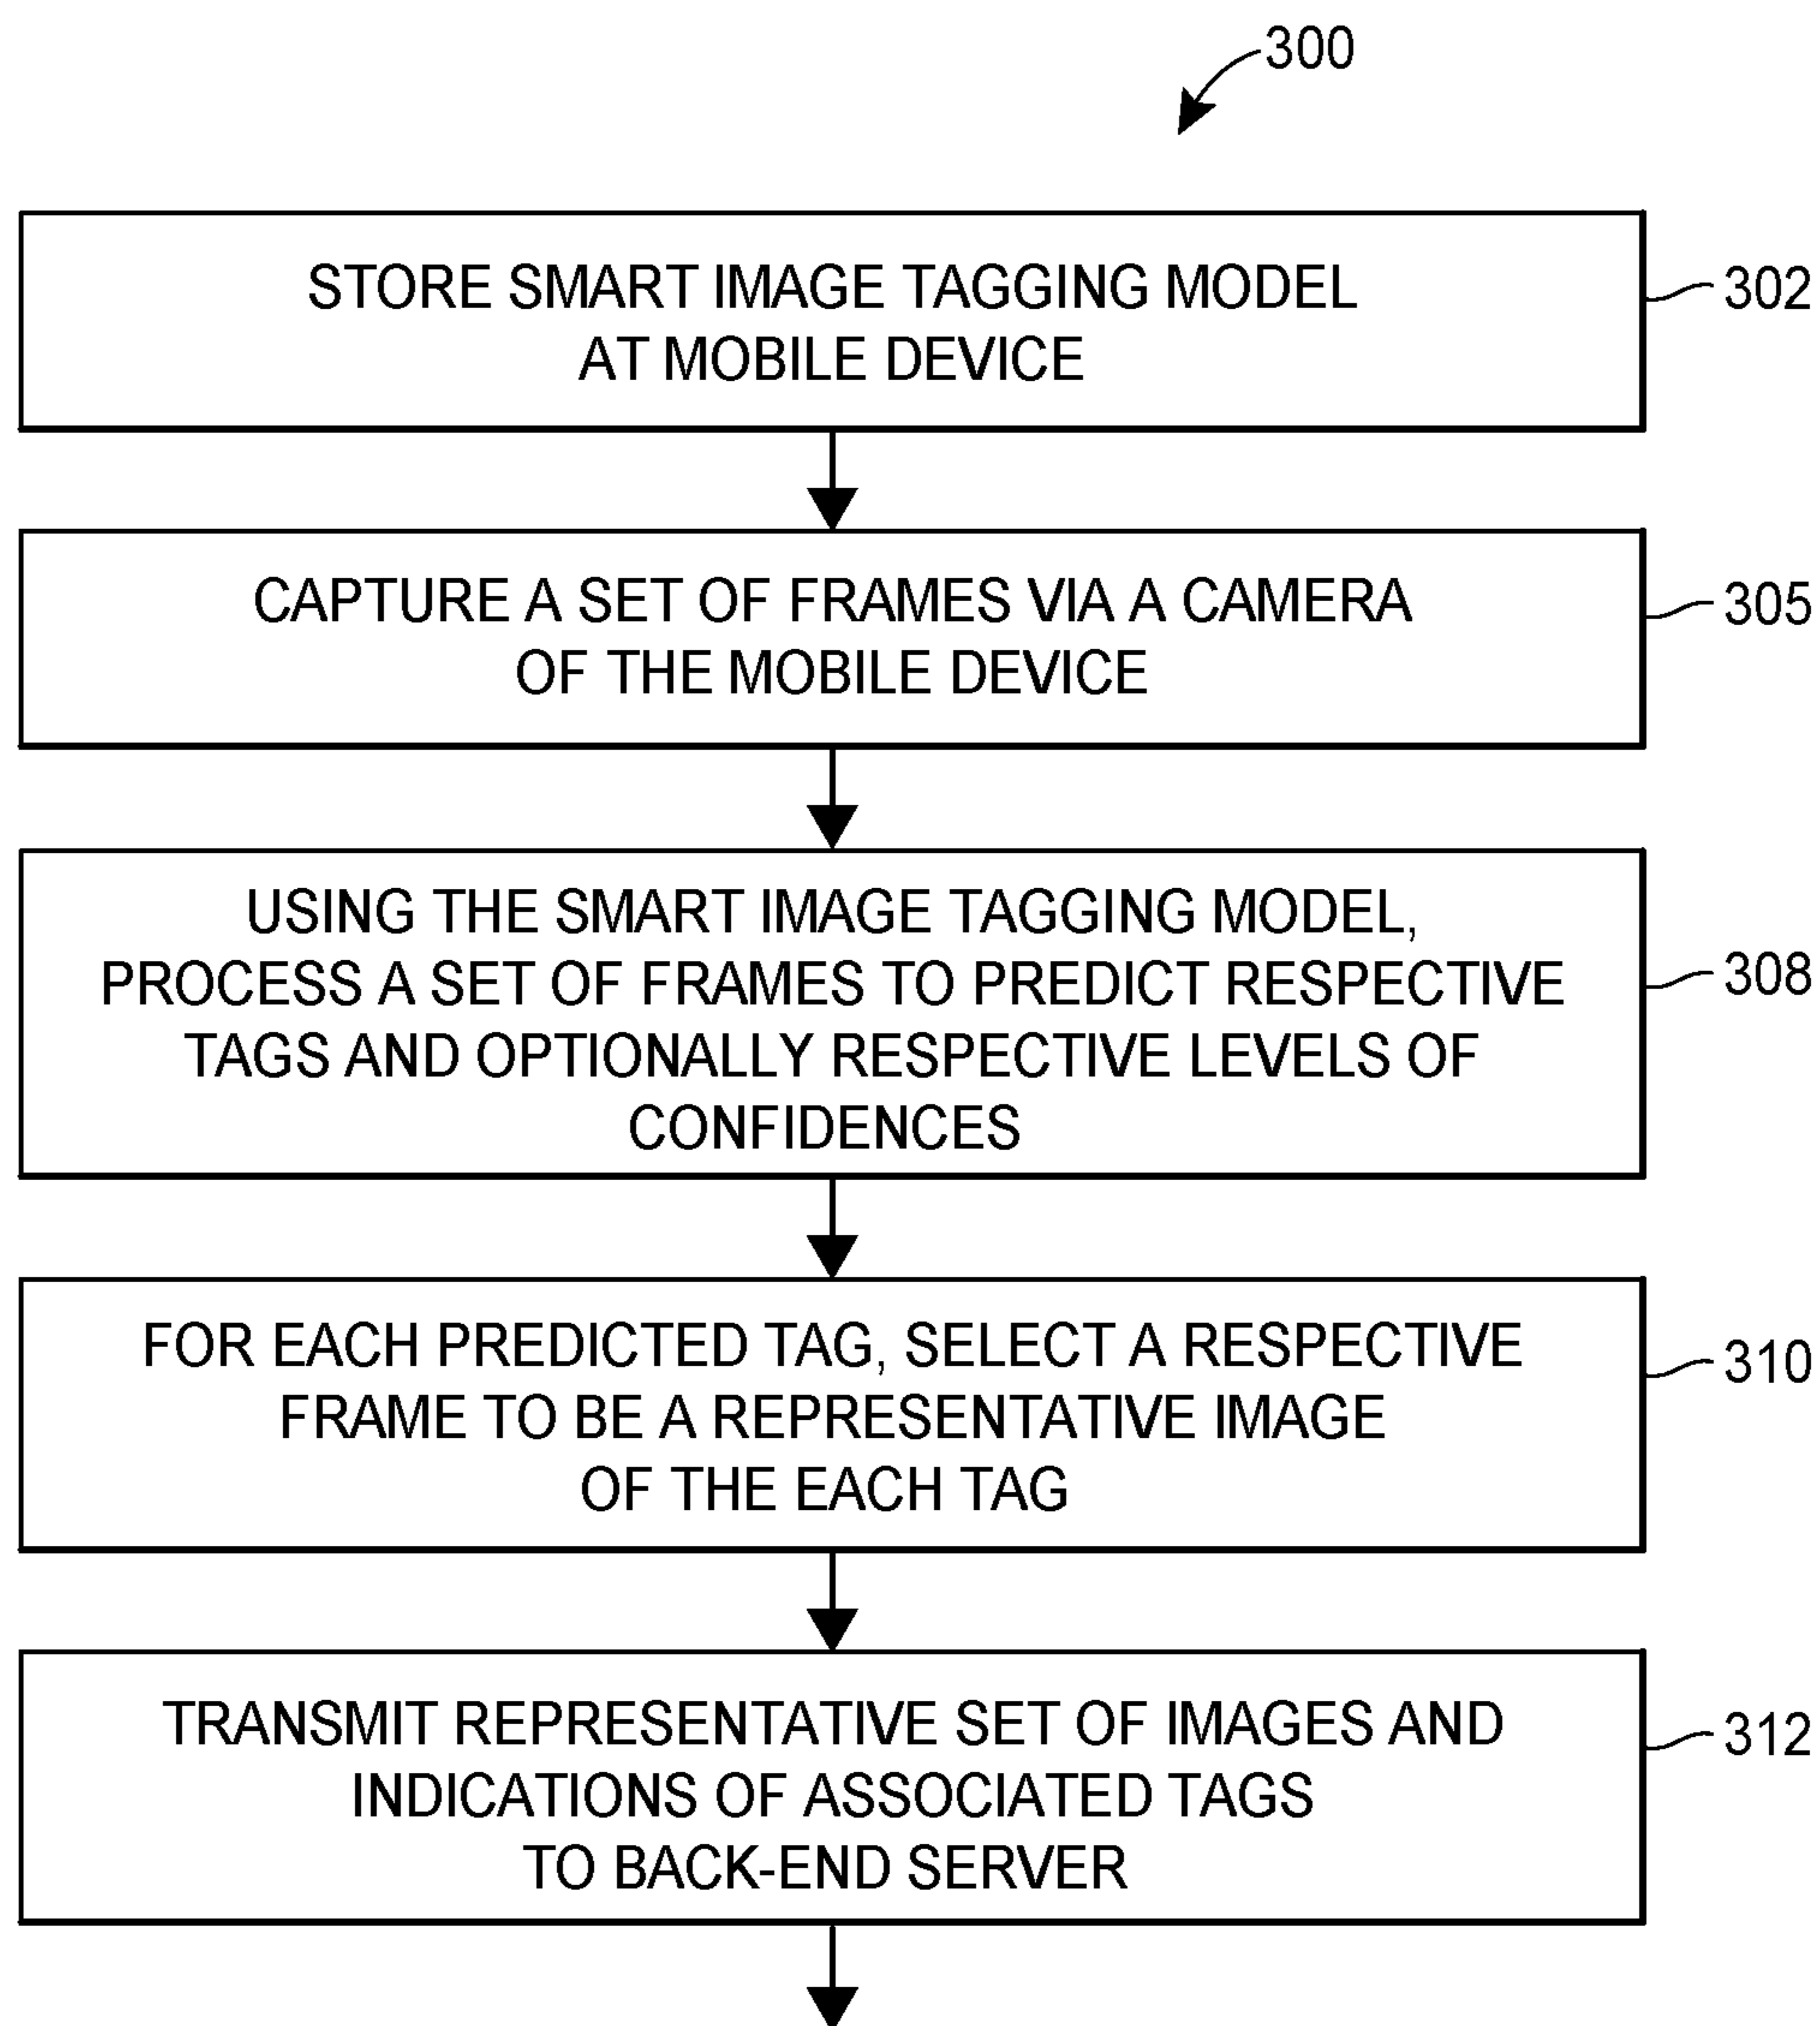 300
STORE SMART IMAGE TAGGING MODEL
AT MOBILE DEVICE
302
CAPTURE A SET OF FRAMES VIA A CAMERA
OF THE MOBILE DEVICE
305
USING THE SMART IMAGE TAGGING MODEL,
PROCESS A SET OF FRAMES TO PREDICT RESPECTIVE
TAGS AND OPTIONALLY RESPECTIVE LEVELS OF
CONFIDENCES
308
FOR EACH PREDICTED TAG, SELECT A RESPECTIVE
FRAME TO BE A REPRESENTATIVE IMAGE
OF THE EACH TAG
310
TRANSMIT REPRESENTATIVE SET OF IMAGES AND
INDICATIONS OF ASSOCIATED TAGS
TO BACK-END SERVER
312